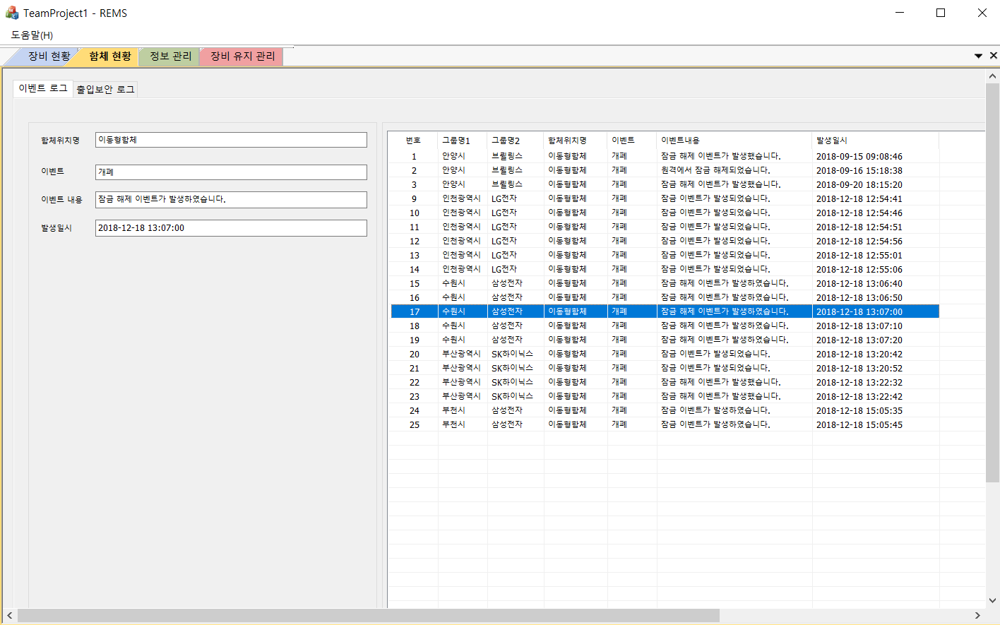 TeamProject1 - REMS
도움말(H)
장비 현황 함체 현황 정보 관리 장비 유지 관리
이벤트 로그 출입보안 로그
함체위치명 이동형함체
이벤트 개폐
이벤트 내용 잠금 해제 이벤트가 발생하였습니다.
발생일시 2018-12-18 13:07:00
번호 그룹명1 그룹명2 함체위치명 이벤트 이벤트내용 발생일시
1 안양시 브릴링스 이동형함체 개폐 잠금 해제 이벤트가 발생했습니다. 2018-09-15 09:08:46
2 안양시 브릴링스 이동형함체 개폐 원격에서 잠금 해제되었습니다. 2018-09-16 15:18:38
3 안양시 브릴링스 이동형함체 개폐 잠금 해제 이벤트가 발생했습니다. 2018-09-20 18:15:20
9 인천광역시 LG전자 이동형함체 개폐 잠금 이벤트가 발생되었습니다. 2018-12-18 12:54:41
10 인천광역시 LG전자 이동형함체 개폐 잠금 이벤트가 발생되었습니다. 2018-12-18 12:54:46
11 인천광역시 LG전자 이동형함체 개폐 잠금 이벤트가 발생되었습니다. 2018-12-18 12:54:51
12 인천광역시 LG전자 이동형함체 개폐 잠금 이벤트가 발생되었습니다. 2018-12-18 12:54:56
13 인천광역시 LG전자 이동형함체 개폐 잠금 이벤트가 발생되었습니다. 2018-12-18 12:55:01
14 인천광역시 LG전자 이동형함체 개폐 잠금 이벤트가 발생되었습니다. 2018-12-18 12:55:06
15 수원시 삼성전자 이동형함체 개폐 잠금 해제 이벤트가 발생하였습니다. 2018-12-18 13:06:40
16 수원시 삼성전자 이동형함체 개폐 잠금 해제 이벤트가 발생하였습니다. 2018-12-18 13:06:50
17 수원시 삼성전자 이동형함체 개폐 잠금 해제 이벤트가 발생하였습니다. 2018-12-18 13:07:00
18 수원시 삼성전자 이동형함체 개폐 잠금 해제 이벤트가 발생하였습니다. 2018-12-18 13:07:10
19 수원시 삼성전자 이동형함체 개폐 잠금 해제 이벤트가 발생하였습니다. 2018-12-18 13:07:20
20 부산광역시 SK하이닉스 이동형함체 개폐 잠금 이벤트가 발생되었습니다. 2018-12-18 13:20:42
21 부산광역시 SK하이닉스 이동형함체 개폐 잠금 이벤트가 발생되었습니다. 2018-12-18 13:20:52
22 부산광역시 SK하이닉스 이동형함체 개폐 잠금 해제 이벤트가 발생했습니다. 2018-12-18 13:22:32
23 부산광역시 SK하이닉스 이동형함체 개폐 잠금 해제 이벤트가 발생했습니다. 2018-12-18 13:22:42
24 부천시 삼성전자 이동형함체 개폐 잠금 이벤트가 발생하였습니다. 2018-12-18 15:05:35
25 부천시 삼성전자 이동형함체 개폐 잠금 이벤트가 발생하였습니다. 2018-12-18 15:05:45